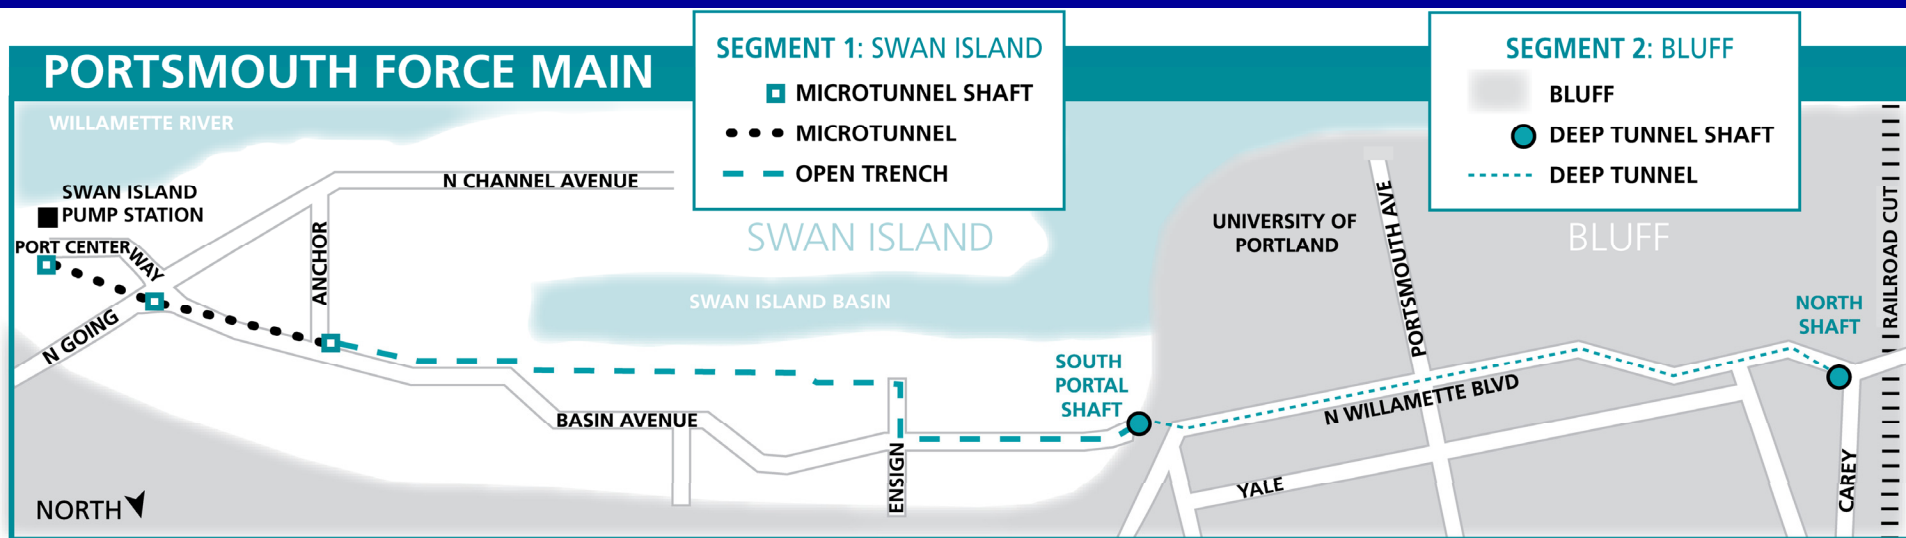 PORTSMOUTH FORCE MAIN
SEGMENT 1: SWAN ISLAND
MICROTUNNEL SHAFT
MICROTUNNEL
OPEN TRENCH
SEGMENT 2: BLUFF
BLUFF
DEEP TUNNEL SHAFT
DEEP TUNNEL
WILLAMETTE RIVER
SWAN ISLAND
PUMP STATION
PORT CENTER WAY
N GOING
ANCHOR
N CHANNEL AVENUE
SWAN ISLAND
SWAN ISLAND BASIN
BASIN AVENUE
ENSIGN
SOUTH
PORTAL
SHAFT
UNIVERSITY OF
PORTLAND
PORTSMOUTH AVE
BLUFF
N WILLAMETTE BLVD
YALE
NORTH
SHAFT
RAILROAD CUT
CAREY
NORTH